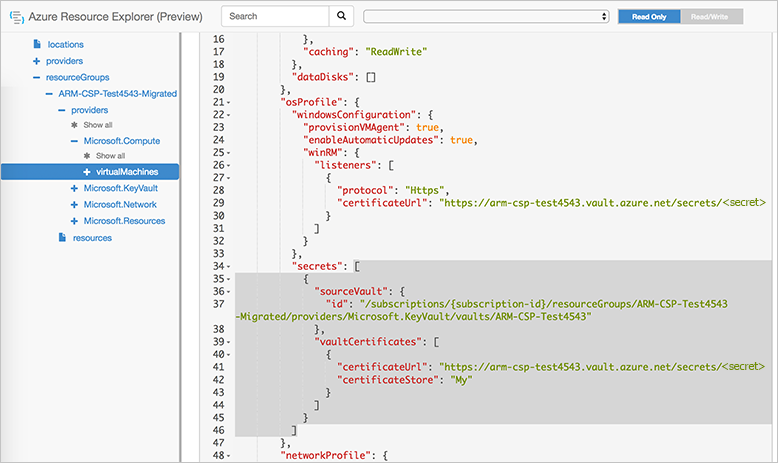 Azure Resource Explorer (Preview)
Search
Read Only
Read/Write
locations
providers
resourceGroups
ARM-CSP-Test4543-Migrated
providers
Show all
Microsoft.Compute
Show all
virtualMachines
Microsoft.KeyVault
Microsoft.Network
Microsoft.Resources
resources
16 },
17 "caching": "ReadWrite"
18 },
19 "dataDisks": []
20 },
21 "osProfile": {
22 "windowsConfiguration": {
23 "provisionVMAgent": true,
24 "enableAutomaticUpdates": true,
25 "winRM": {
26 "listeners": [
27 {
28 "protocol": "Https",
29 "certificateUrl": "https://arm-csp-test4543.vault.azure.net/secrets/<secret>
30 }
31 ]
32 }
33 },
34 "secrets": [
35 {
36 "sourceVault": {
37 "id": "/subscriptions/{subscription-id}/resourceGroups/ARM-CSP-Test4543
-Migrated/providers/Microsoft.KeyVault/vaults/ARM-CSP-Test4543"
38 },
39 "vaultCertificates": [
40 {
41 "certificateUrl": "https://arm-csp-test4543.vault.azure.net/secrets/<secret>
42 "certificateStore": "My"
43 }
44 ]
45 }
46 ]
47 },
48 "networkProfile": {